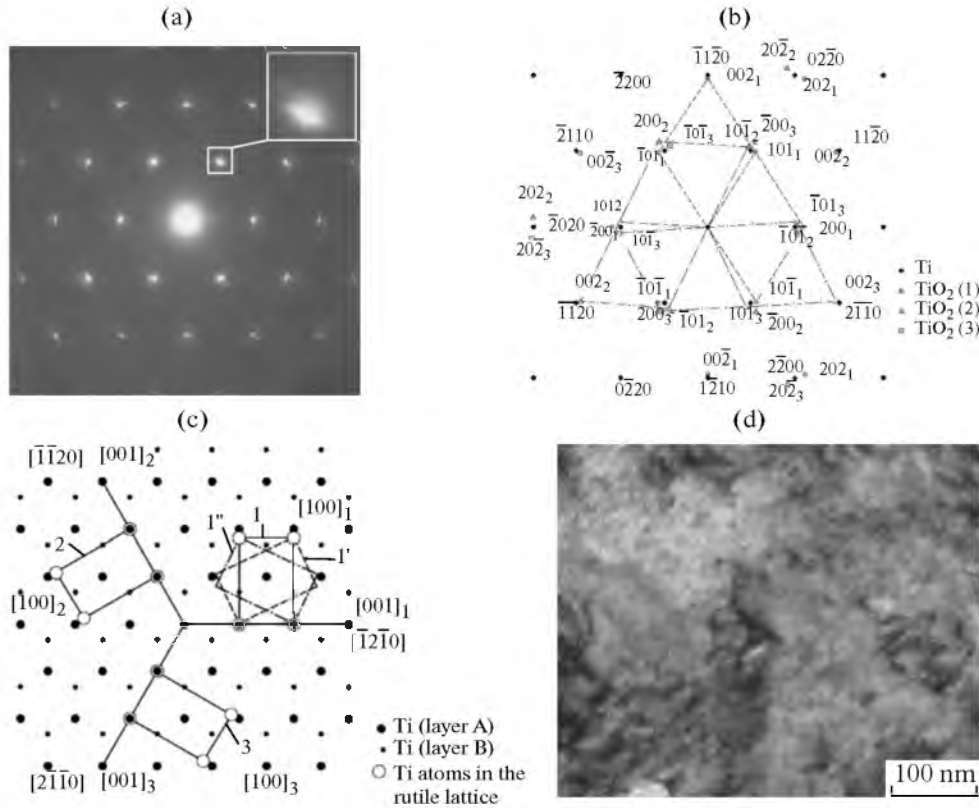 (a)
(b)
1̄1̄20 002₁ 202̄₂ 022̄0
2̄200 202₁
200₂ 1̄01̄₃ 101̄₂ 2̄00₃
2̄110 002̄₃ 1̄01₁ 101₁ 002₂ 112̄0
202₂ 1012 1̄01₃
2̄020 2̄00₁ 101̄₃ 1̄01̄₂ 200₁
202̄₃
002₂ 1̄01̄₁ 101̄₁ 002₃
1̄1̄20 200₃ 1̄01₂ 101₃ 2̄00₂ 21̄1̄0
Ti
TiO₂ (1)
TiO₂ (2)
TiO₂ (3)
002̄₁ 22̄00 202₁
02̄20 12̄10 202̄₃
(c)
[1̄1̄20] [001]₂
1" 1 [100]₁
2 1'
[100]₂ [001]₁
[1̄21̄0]
3
[21̄1̄0] [001]₃ [100]₃
Ti (layer A)
Ti (layer B)
Ti atoms in the
rutile lattice
(d)
100 nm